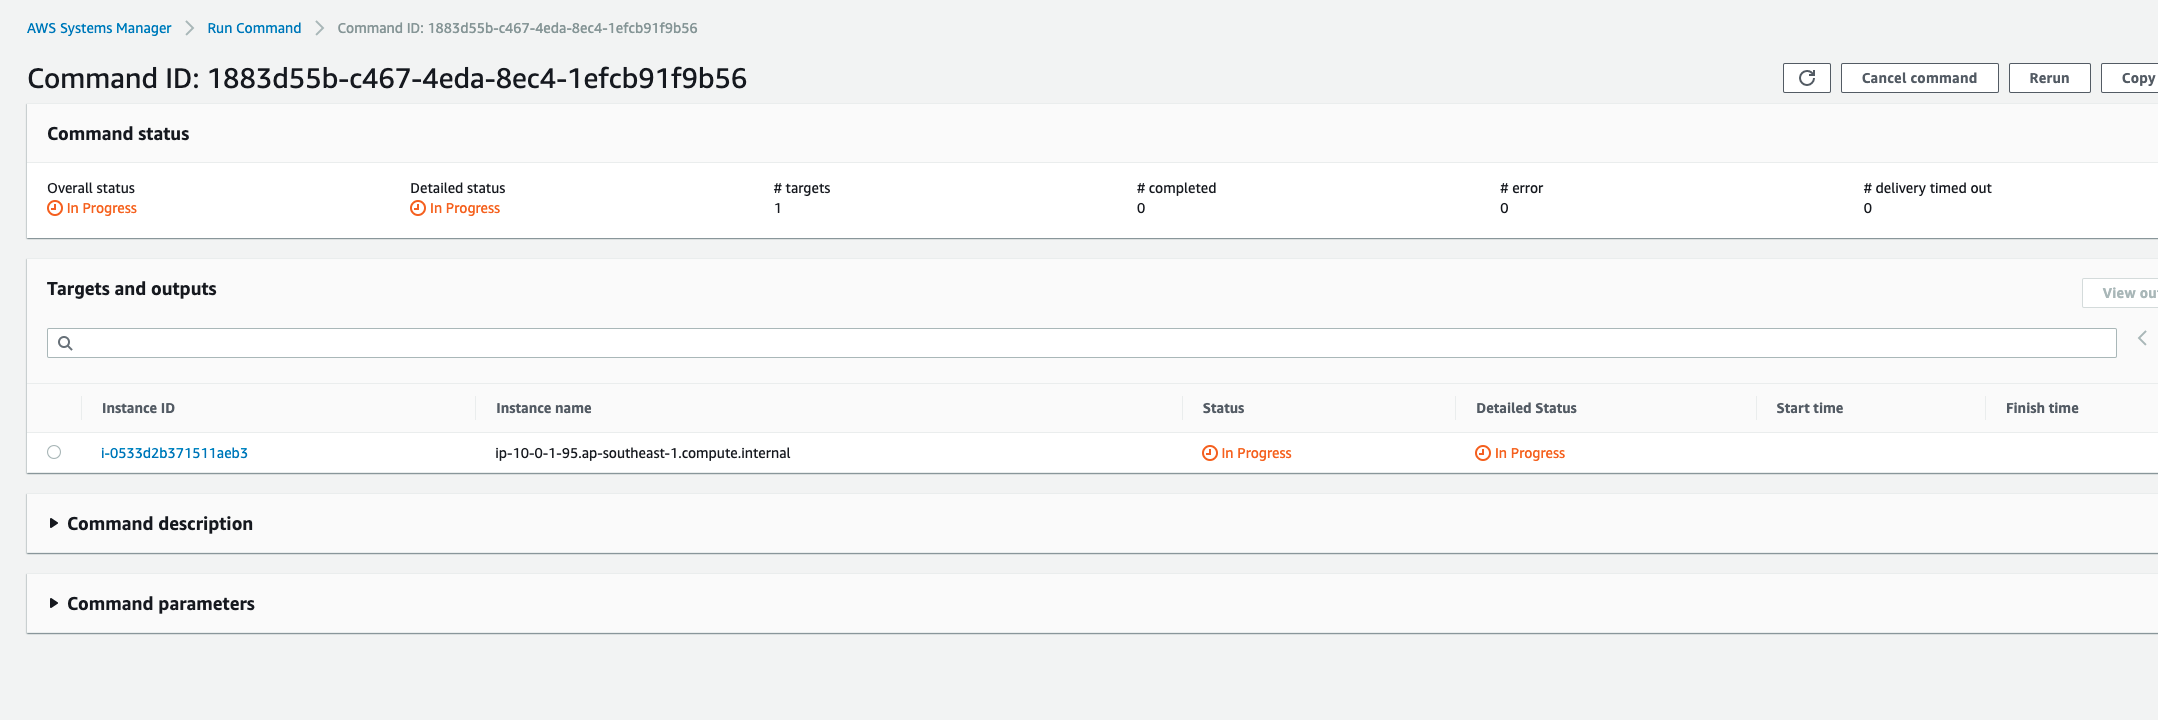 AWS Systems Manager > Run Command > Command ID: 1883d55b-c467-4eda-8ec4-1efcb91f9b56
Command ID: 1883d55b-c467-4eda-8ec4-1efcb91f9b56
Cancel command
Rerun
Copy
Command status
Overall status Detailed status # targets # completed # error # delivery timed out
In Progress In Progress 1 0 0 0
Targets and outputs
View ou
Instance ID Instance name Status Detailed Status Start time Finish time
i-0533d2b371511aeb3 ip-10-0-1-95.ap-southeast-1.compute.internal In Progress In Progress
Command description
Command parameters